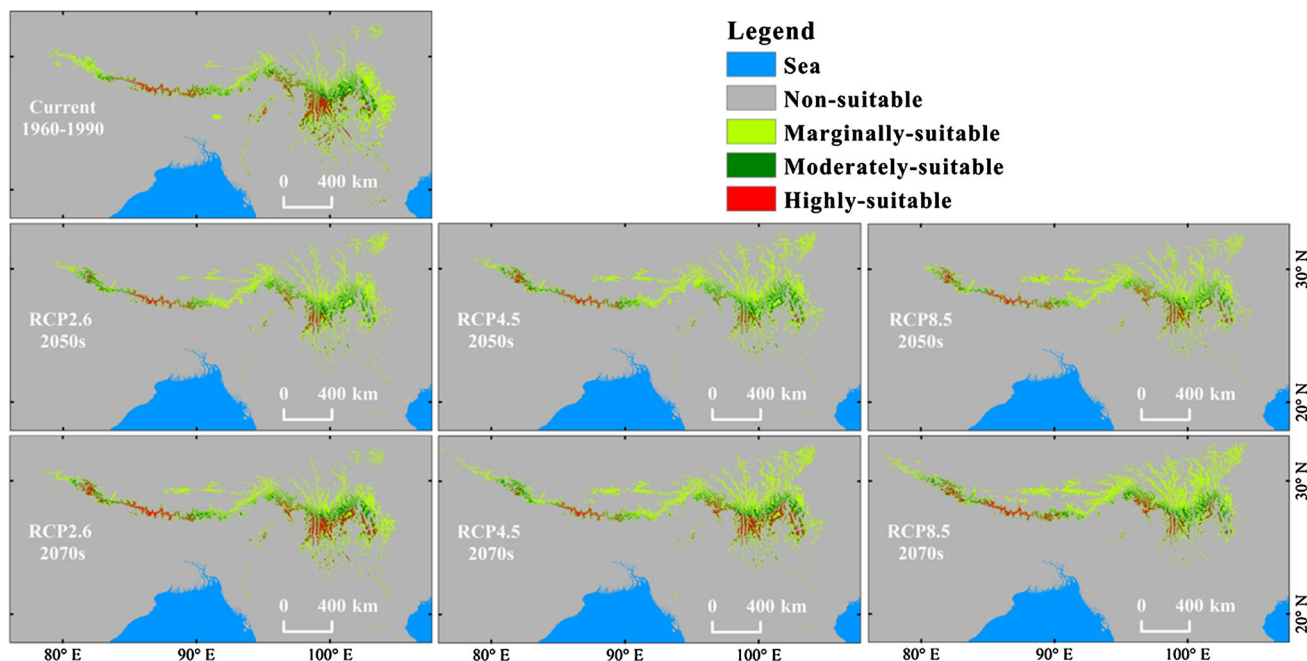 Legend
Sea
Non-suitable
Marginally-suitable
Moderately-suitable
Highly-suitable
Current
1960-1990
0 400 km
RCP2.6
2050s
0 400 km
RCP4.5
2050s
0 400 km
RCP8.5
2050s
0 400 km
30° N
20° N
RCP2.6
2070s
0 400 km
RCP4.5
2070s
0 400 km
RCP8.5
2070s
0 400 km
30° N
20° N
80° E 90° E 100° E
80° E 90° E 100° E
80° E 90° E 100° E